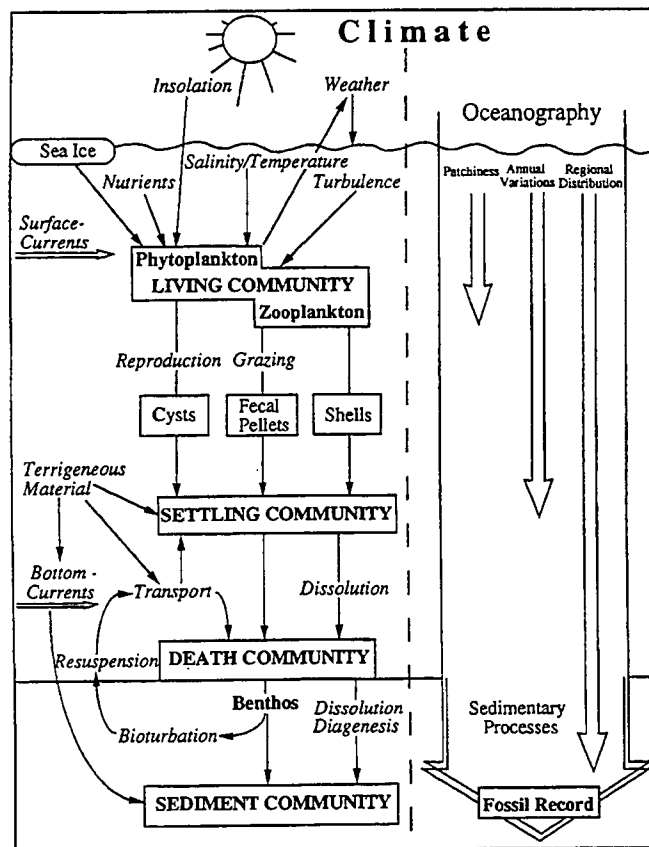 Climate
Insolation
Weather
Oceanography
Sea Ice
Nutrients
Salinity/Temperature
Turbulence
Patchiness
Annual
Variations
Regional
Distribution
Surface-
Currents
Phytoplankton
LIVING COMMUNITY
Zooplankton
Reproduction
Grazing
Cysts
Fecal
Pellets
Shells
Terrigeneous
Material
SETTLING COMMUNITY
Bottom-
Currents
Transport
Dissolution
Resuspension
DEATH COMMUNITY
Benthos
Dissolution
Diagenesis
Bioturbation
Sedimentary
Processes
SEDIMENT COMMUNITY
Fossil Record